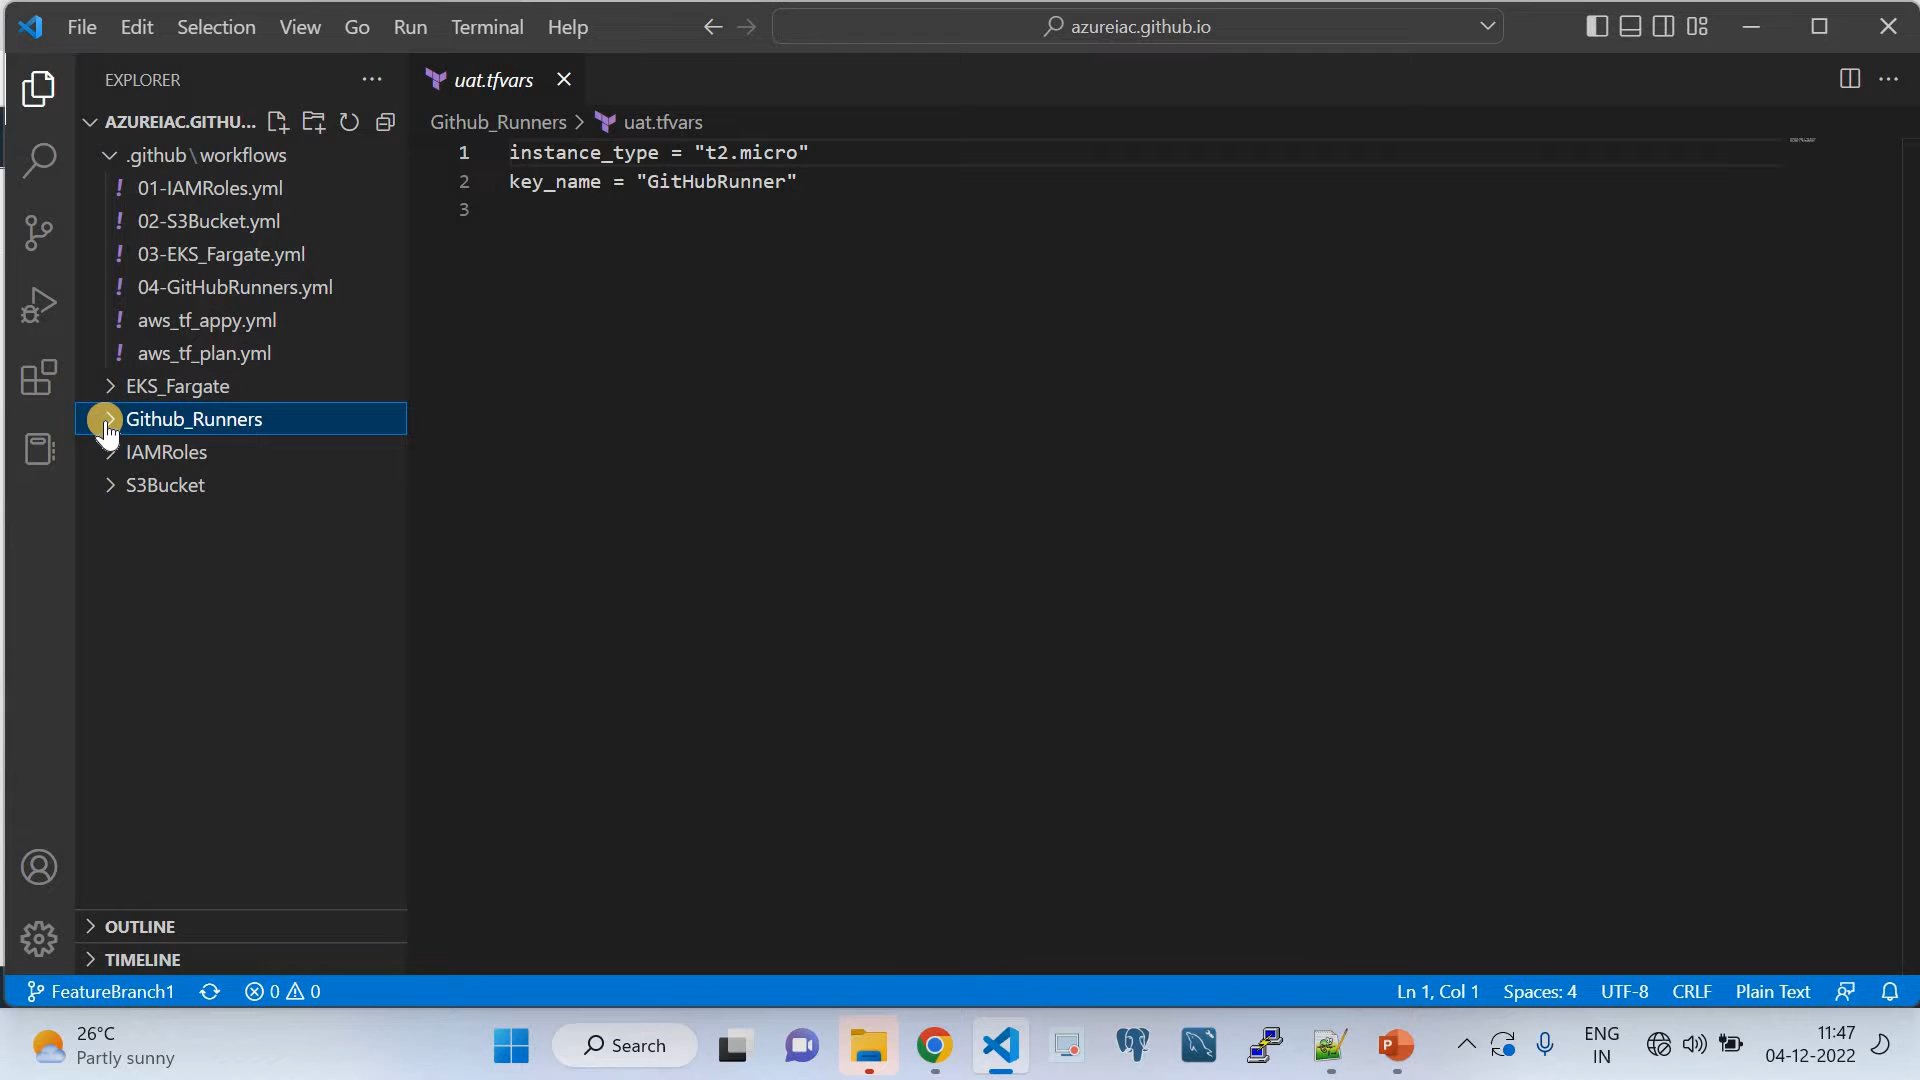 File Edit Selection View Go Run Terminal Help
azureiac.github.io
EXPLORER
AZUREIAC.GITHU...
.github\workflows
01-IAMRoles.yml
02-S3Bucket.yml
03-EKS_Fargate.yml
04-GitHubRunners.yml
aws_tf_appy.yml
aws_tf_plan.yml
EKS_Fargate
Github_Runners
IAMRoles
S3Bucket
OUTLINE
TIMELINE
uat.tfvars
Github_Runners > uat.tfvars
1 instance_type = "t2.micro"
2 key_name = "GitHubRunner"
3
FeatureBranch1 0 0 Ln 1, Col 1 Spaces: 4 UTF-8 CRLF Plain Text
26°C
Partly sunny
Search
ENG
IN
11:47
04-12-2022